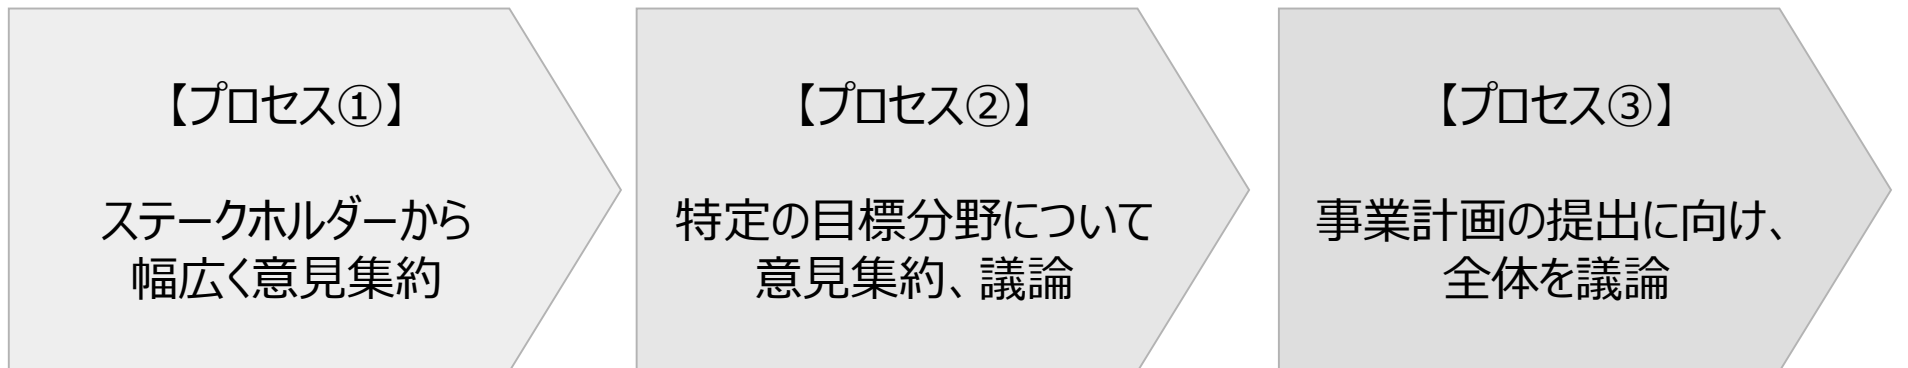 【プロセス①】
ステークホルダーから
幅広く意見集約
【プロセス②】
特定の目標分野について
意見集約、議論
【プロセス③】
事業計画の提出に向け、
全体を議論